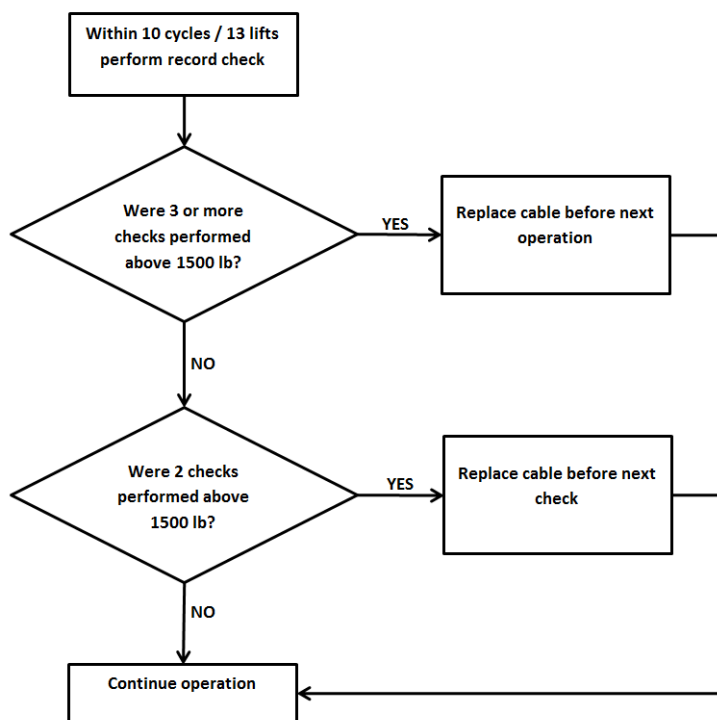 Within 10 cycles / 13 lifts
perform record check
Were 3 or more
checks performed
above 1500 lb?
YES
Replace cable before next
operation
NO
Were 2 checks
performed above
1500 lb?
YES
Replace cable before next
check
NO
Continue operation